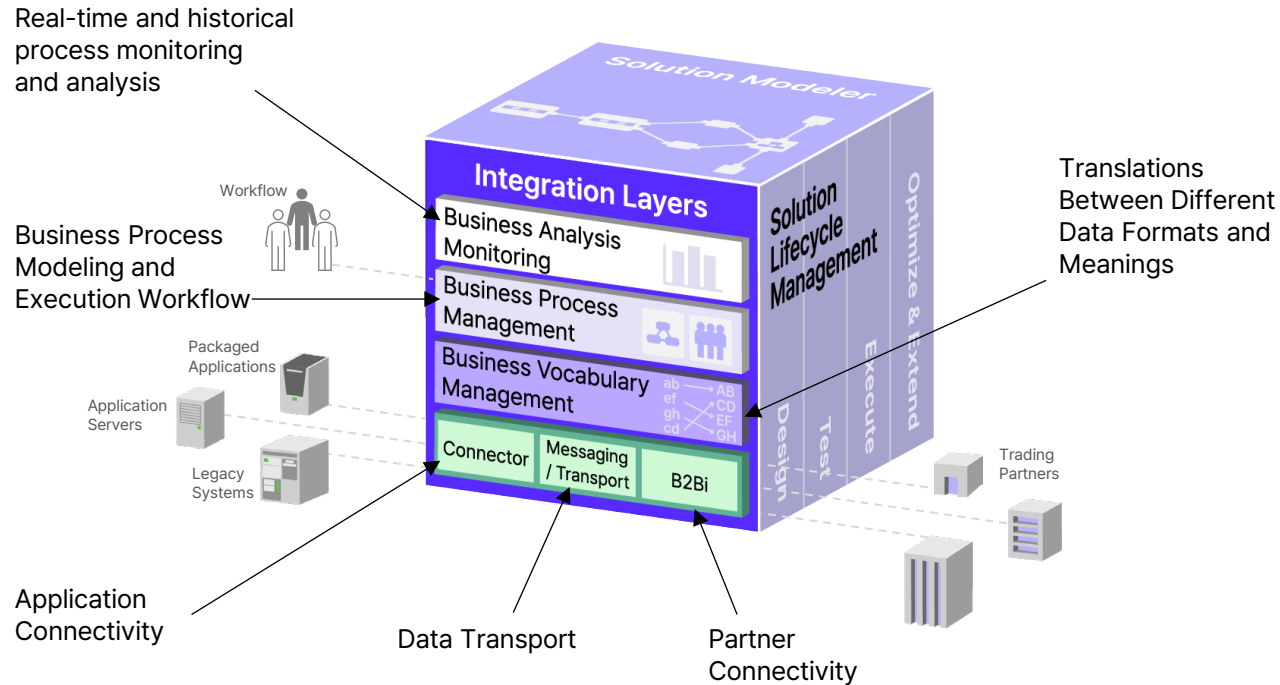 Real-time and historical
process monitoring
and analysis
Solution Modeler
Workflow
Integration Layers
Business Analysis
Monitoring
Business Process
Modeling and
Execution Workflow
Business Process
Management
Translations
Between Different
Data Formats and
Meanings
Solution
Lifecycle
Management
Design
Test
Execute
Optimize & Extend
Business Vocabulary
Management
ab AB
ef CD
gh EF
cd GH
Packaged
Applications
Application
Servers
Legacy
Systems
Connector
Messaging
/ Transport
B2Bi
Trading
Partners
Application
Connectivity
Data Transport
Partner
Connectivity